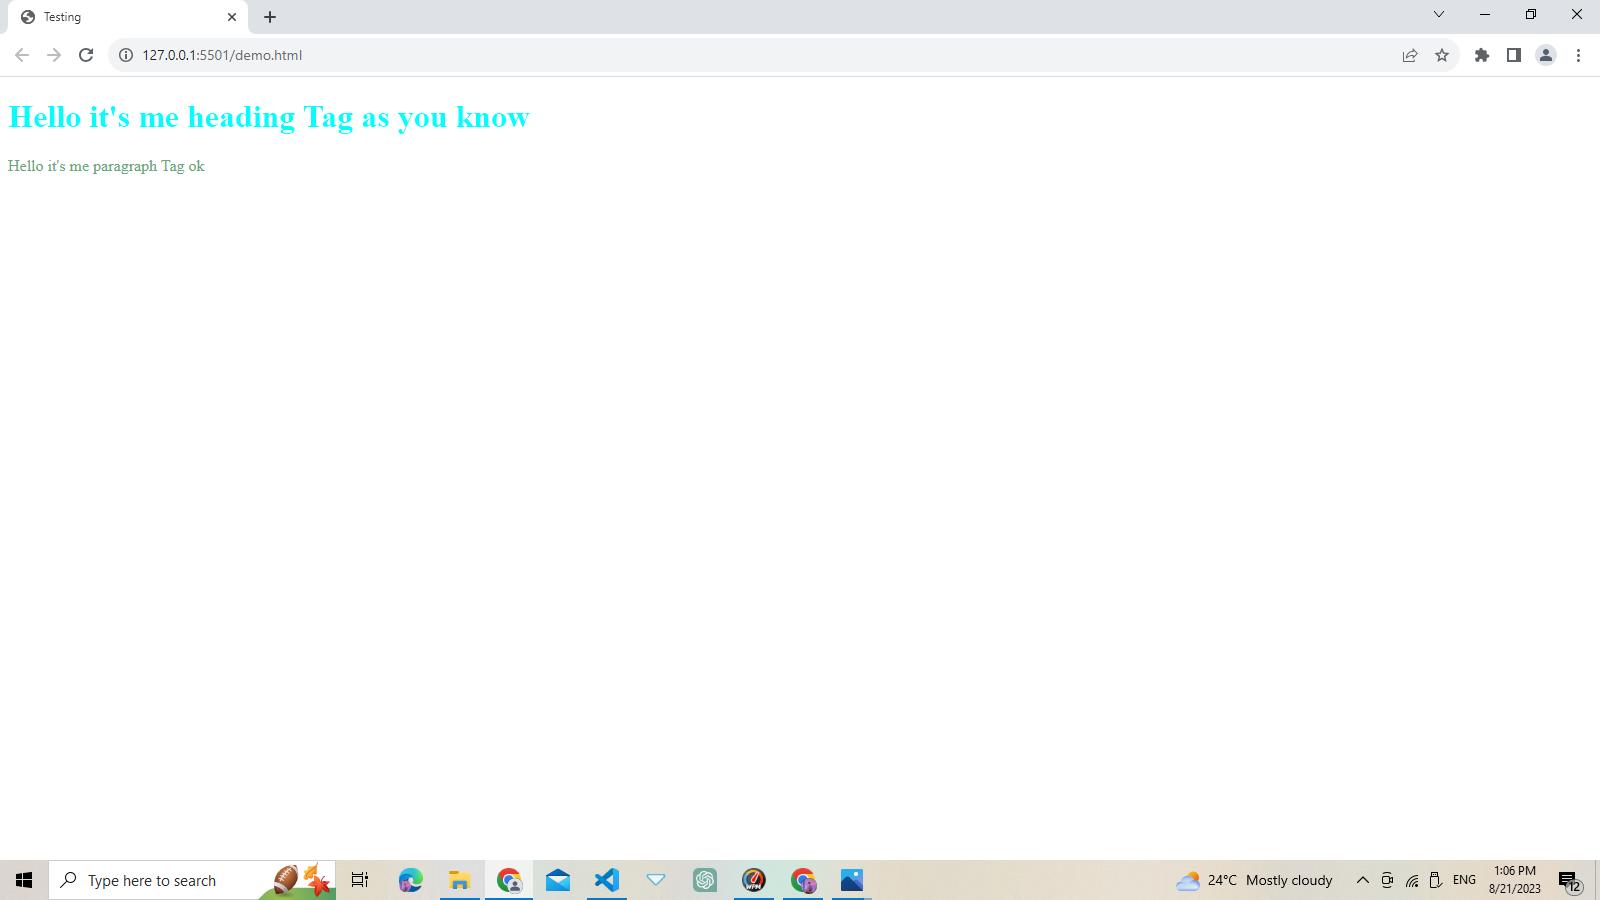 Testing
127.0.0.1:5501/demo.html
Hello it's me heading Tag as you know
Hello it's me paragraph Tag ok
Type here to search
WPM
24°C Mostly cloudy
ENG
1:06 PM
8/21/2023
12